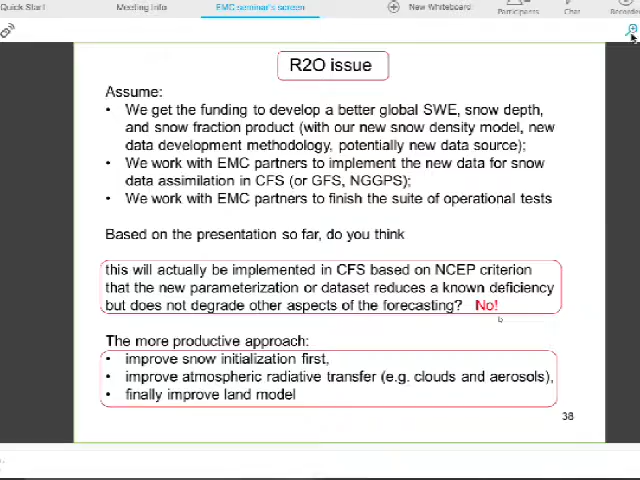 Quick Start
Meeting Info
EMC seminar's screen
New Whiteboard
Participants
Chat
R2O issue
Assume:
• We get the funding to develop a better global SWE, snow depth,
and snow fraction product (with our new snow density model, new
data development methodology, potentially new data source);
• We work with EMC partners to implement the new data for snow
data assimilation in CFS (or GFS, NGGPS);
• We work with EMC partners to finish the suite of operational tests
Based on the presentation so far, do you think
this will actually be implemented in CFS based on NCEP criterion
that the new parameterization or dataset reduces a known deficiency
but does not degrade other aspects of the forecasting? No!
The more productive approach:
• improve snow initialization first,
• improve atmospheric radiative transfer (e.g. clouds and aerosols),
• finally improve land model
38